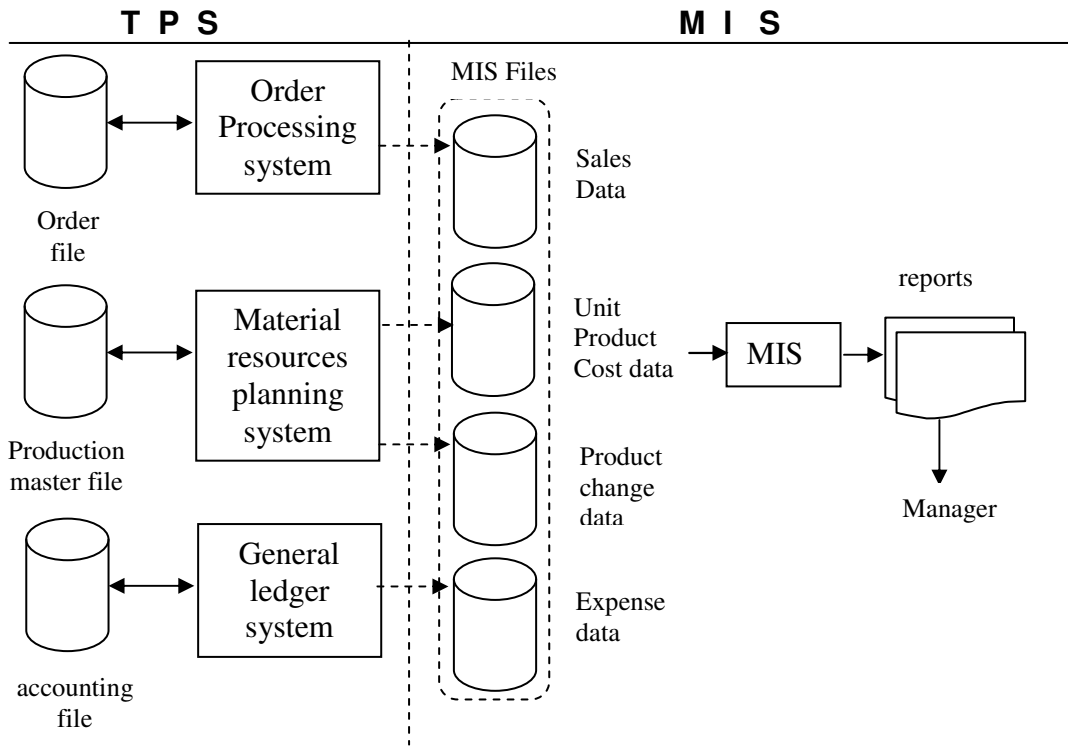 T P S
M I S
MIS Files
Order
Processing
system
Sales
Data
Order
file
reports
Material
resources
planning
system
Unit
Product
Cost data
MIS
Production
master file
Product
change
data
Manager
General
ledger
system
Expense
data
accounting
file